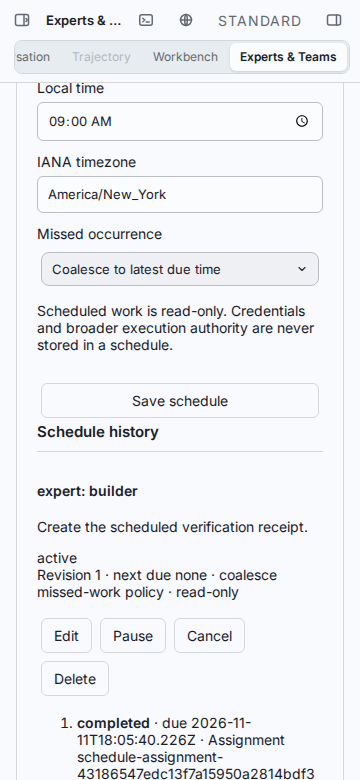 Experts & ...
STANDARD
sation
Trajectory
Workbench
Experts & Teams
Local time
09:00 AM
IANA timezone
America/New_York
Missed occurrence
Coalesce to latest due time
Scheduled work is read-only. Credentials
and broader execution authority are never
stored in a schedule.
Save schedule
Schedule history
expert: builder
Create the scheduled verification receipt.
active
Revision 1 · next due none · coalesce
missed-work policy · read-only
Edit
Pause
Cancel
Delete
1. completed · due 2026-11-
11T18:05:40.226Z · Assignment
schedule-assignment-
43186547edc13f7a15950a2814bdf3